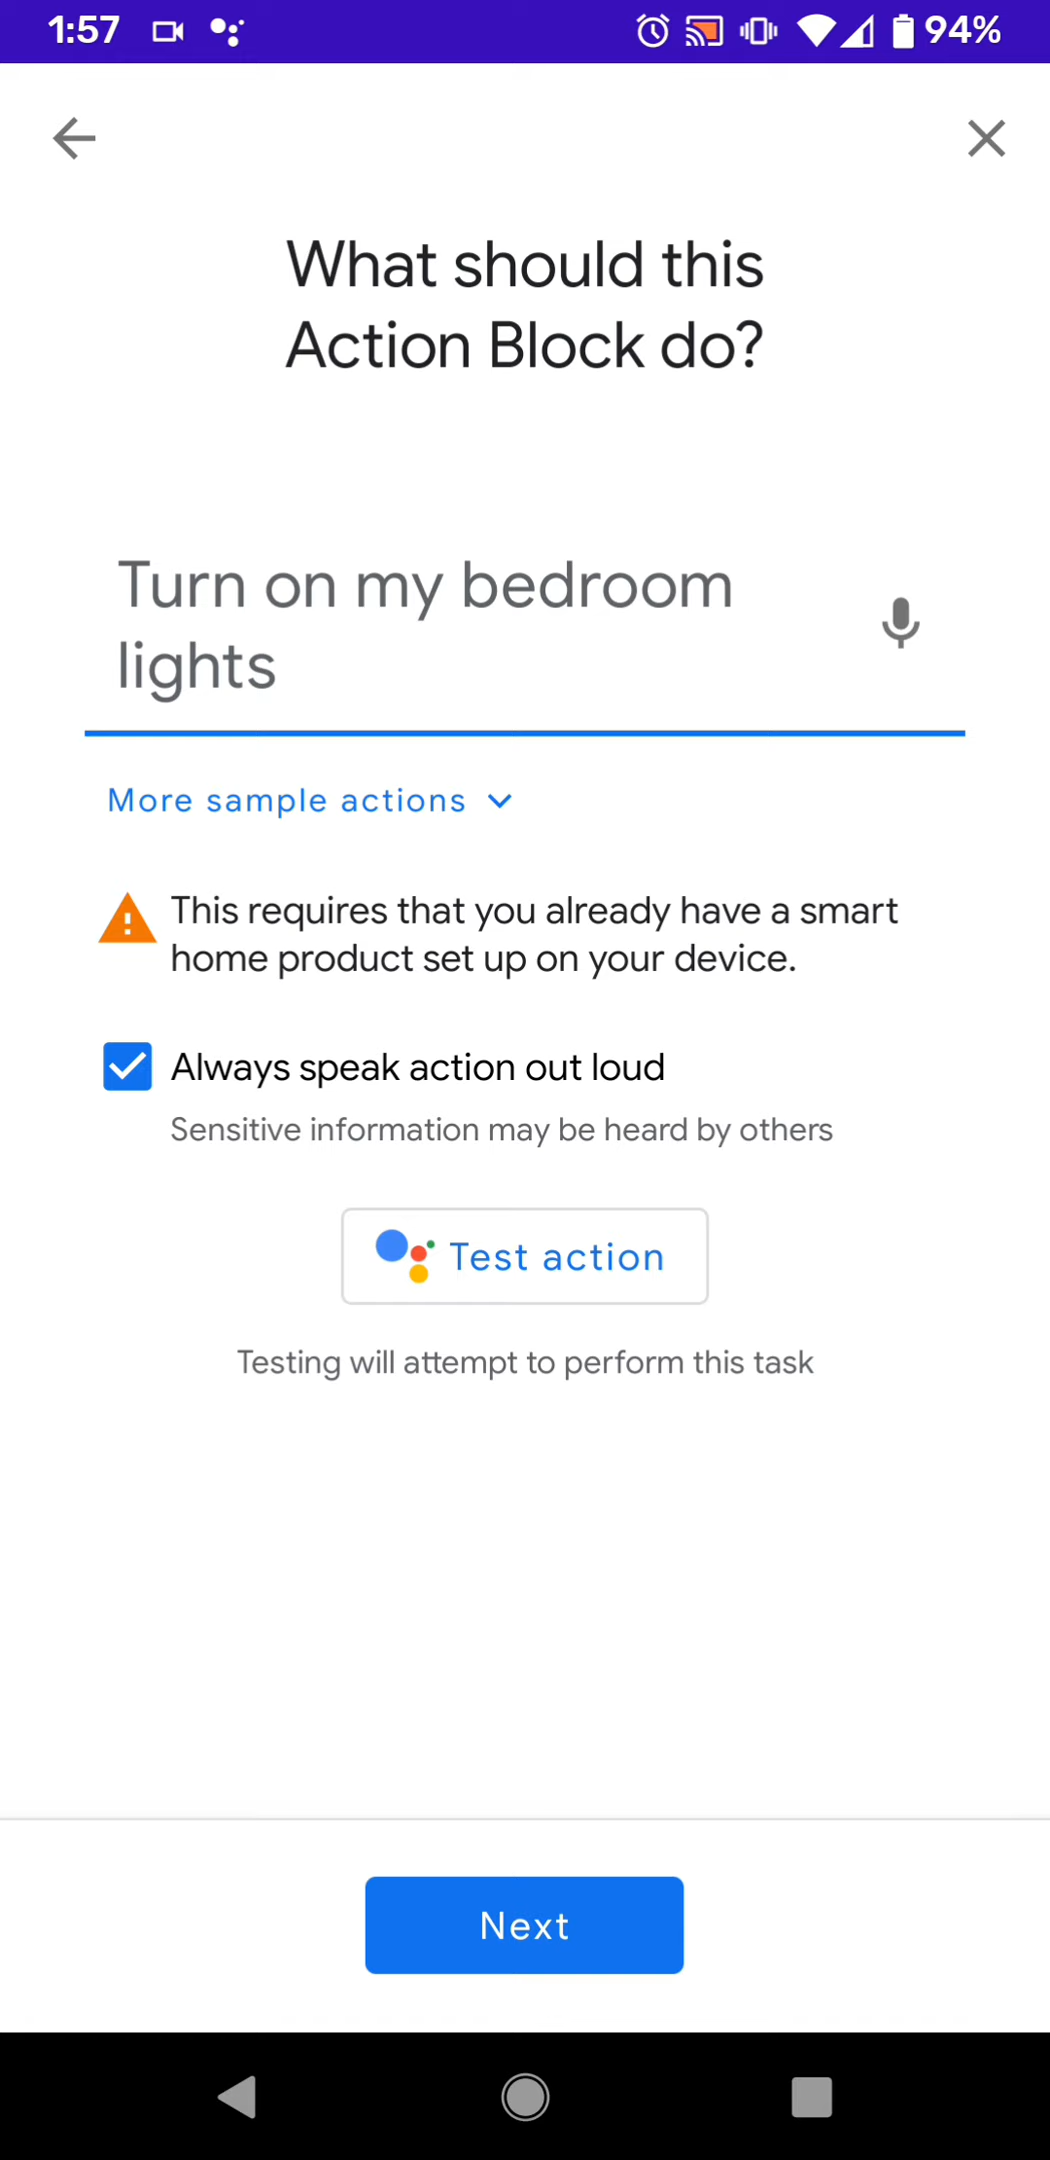 1:57
94%
What should this
Action Block do?
Turn on my bedroom
lights
More sample actions
This requires that you already have a smart
home product set up on your device.
Always speak action out loud
Sensitive information may be heard by others
Test action
Testing will attempt to perform this task
Next